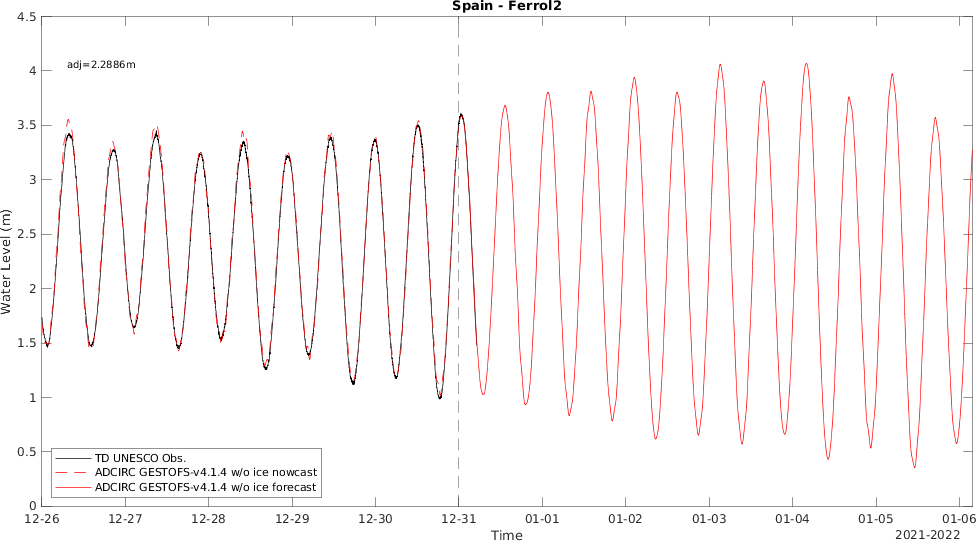 Spain - Ferrol2
adj=2.2886m
4.5
4
3.5
3
2.5
2
1.5
1
0.5
0
Water Level (m)
TD UNESCO Obs.
ADCIRC GESTOFS-v4.1.4 w/o ice nowcast
ADCIRC GESTOFS-v4.1.4 w/o ice forecast
12-26 12-27 12-28 12-29 12-30 12-31 01-01 01-02 01-03 01-04 01-05 01-06
Time
2021-2022